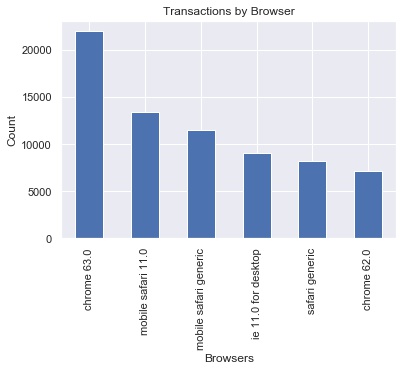 Transactions by Browser
Count
20000
15000
10000
5000
0
chrome 63.0
mobile safari 11.0
mobile safari generic
ie 11.0 for desktop
safari generic
chrome 62.0
Browsers